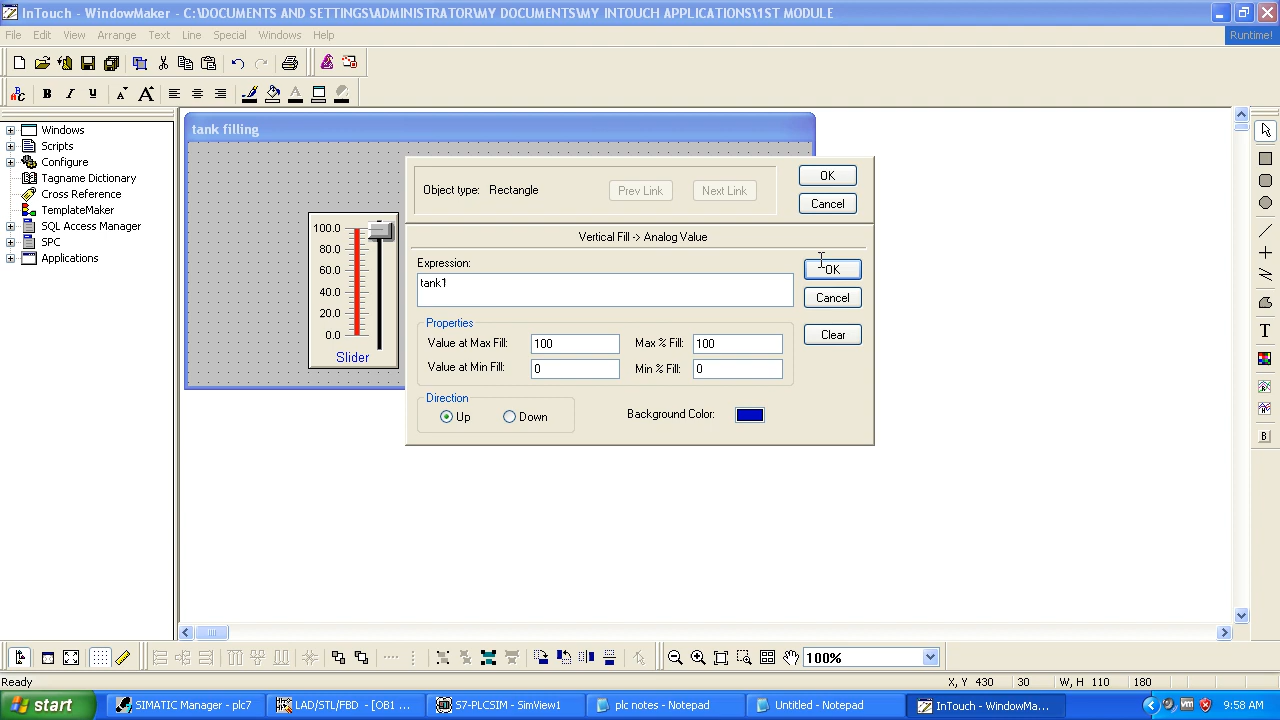 InTouch - WindowMaker - C:\DOCUMENTS AND SETTINGS\ADMINISTRATOR\MY DOCUMENTS\MY INTOUCH APPLICATIONS\1ST MODULE
File Edit View Arrange Text Line Special Windows Help Runtime!
Windows
Scripts
Configure
Tagname Dictionary
Cross Reference
TemplateMaker
SQL Access Manager
SPC
Applications
tank filling
100.0
80.0
60.0
40.0
20.0
0.0
Slider
Object type: Rectangle Prev Link Next Link OK
Cancel
Vertical Fill -> Analog Value
Expression:
tank1
OK
Cancel
Clear
Properties
Value at Max Fill: 100 Max % Fill: 100
Value at Min Fill: 0 Min % Fill: 0
Direction
Up Down Background Color:
100%
Ready X, Y 430 30 W, H 110 180
start SIMATIC Manager - plc7 LAD/STL/FBD - [OB1 ... S7-PLCSIM - SimView1 plc notes - Notepad Untitled - Notepad InTouch - WindowMa... 9:58 AM